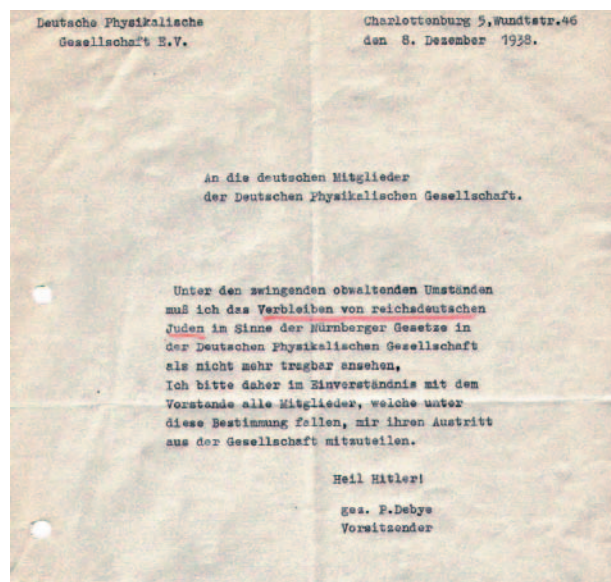 Deutsche Physikalische
Gesellschaft E.V.
Charlottenburg 5,Wundtstr.46
den 8. Dezember 1938.
An die deutschen Mitglieder
der Deutschen Physikalischen Gesellschaft.
Unter den zwingenden obwaltenden Umständen
muß ich das Verbleiben von reichsdeutschen
Juden im Sinne der Nürnberger Gesetze in
der Deutschen Physikalischen Gesellschaft
als nicht mehr tragbar ansehen,
Ich bitte daher im Einverständnis mit dem
Vorstande alle Mitglieder, welche unter
diese Bestimmung fallen, mir ihren Austritt
aus der Gesellschaft mitzuteilen.
Heil Hitler!
gez. P.Debye
Vorsitzender